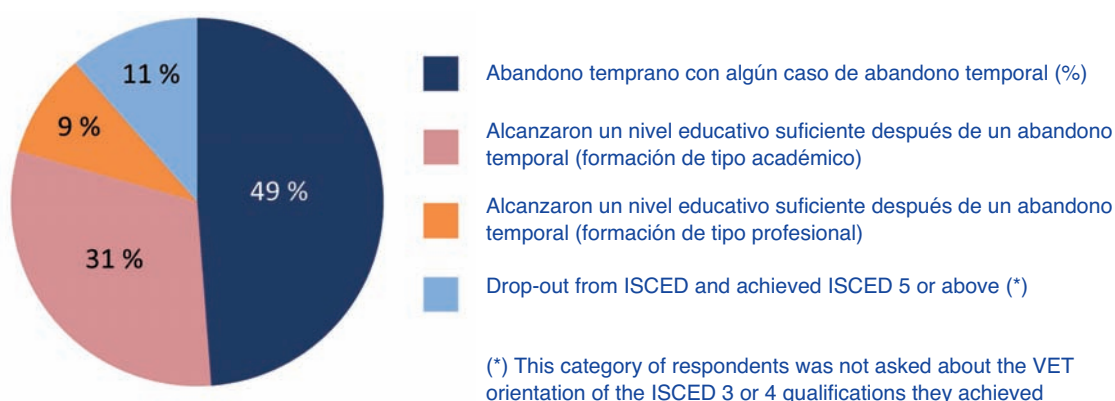 11 %
9 %
49 %
31 %
Abandono temprano con algún caso de abandono temporal (%)
Alcanzaron un nivel educativo suficiente después de un abandono
temporal (formación de tipo académico)
Alcanzaron un nivel educativo suficiente después de un abandono
temporal (formación de tipo profesional)
Drop-out from ISCED and achieved ISCED 5 or above (*)
(*) This category of respondents was not asked about the VET
orientation of the ISCED 3 or 4 qualifications they achieved